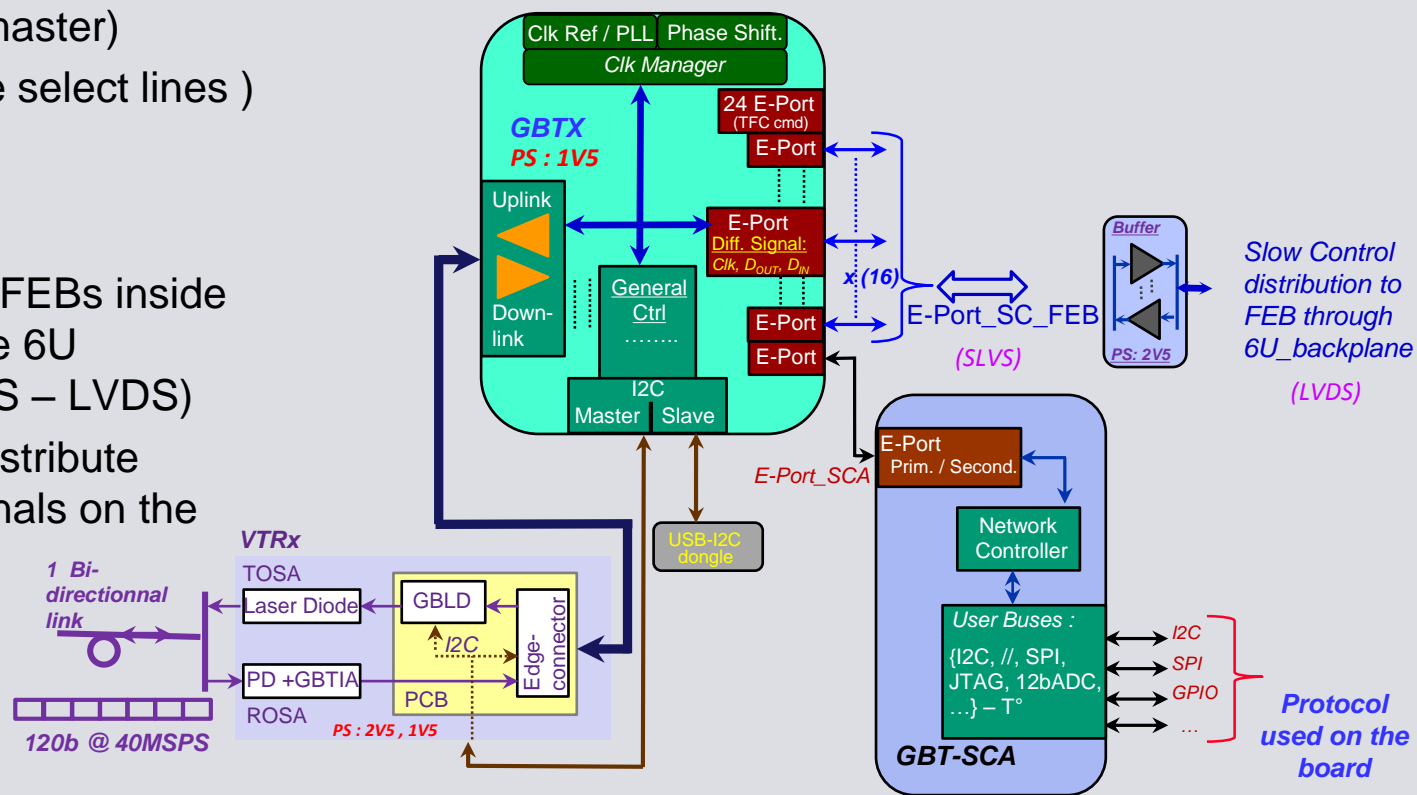 naster)
e select lines )
FEBs inside
e 6U
S – LVDS)
stribute
nals on the
Clk Ref / PLL
Phase Shift.
Clk Manager
GBTX
PS : 1V5
24 E-Port
(TFC cmd)
E-Port
Uplink
Down-
link
E-Port
Diff. Signal:
Clk, DOUT, DIN
General
Ctrl
……..
E-Port
E-Port
I2C
Master
Slave
x (16)
E-Port_SC_FEB
(SLVS)
Buffer
PS: 2V5
Slow Control
distribution to
FEB through
6U_backplane
(LVDS)
E-Port_SCA
USB-I2C
dongle
VTRx
1 Bi-
directionnal
link
TOSA
Laser Diode
GBLD
I2C
Edge-
connector
PD +GBTIA
ROSA
PCB
PS : 2V5 , 1V5
120b @ 40MSPS
E-Port
Prim. / Second.
Network
Controller
User Buses :
{I2C, //, SPI,
JTAG, 12bADC,
…} – T°
GBT-SCA
I2C
SPI
GPIO
…
Protocol
used on the
board